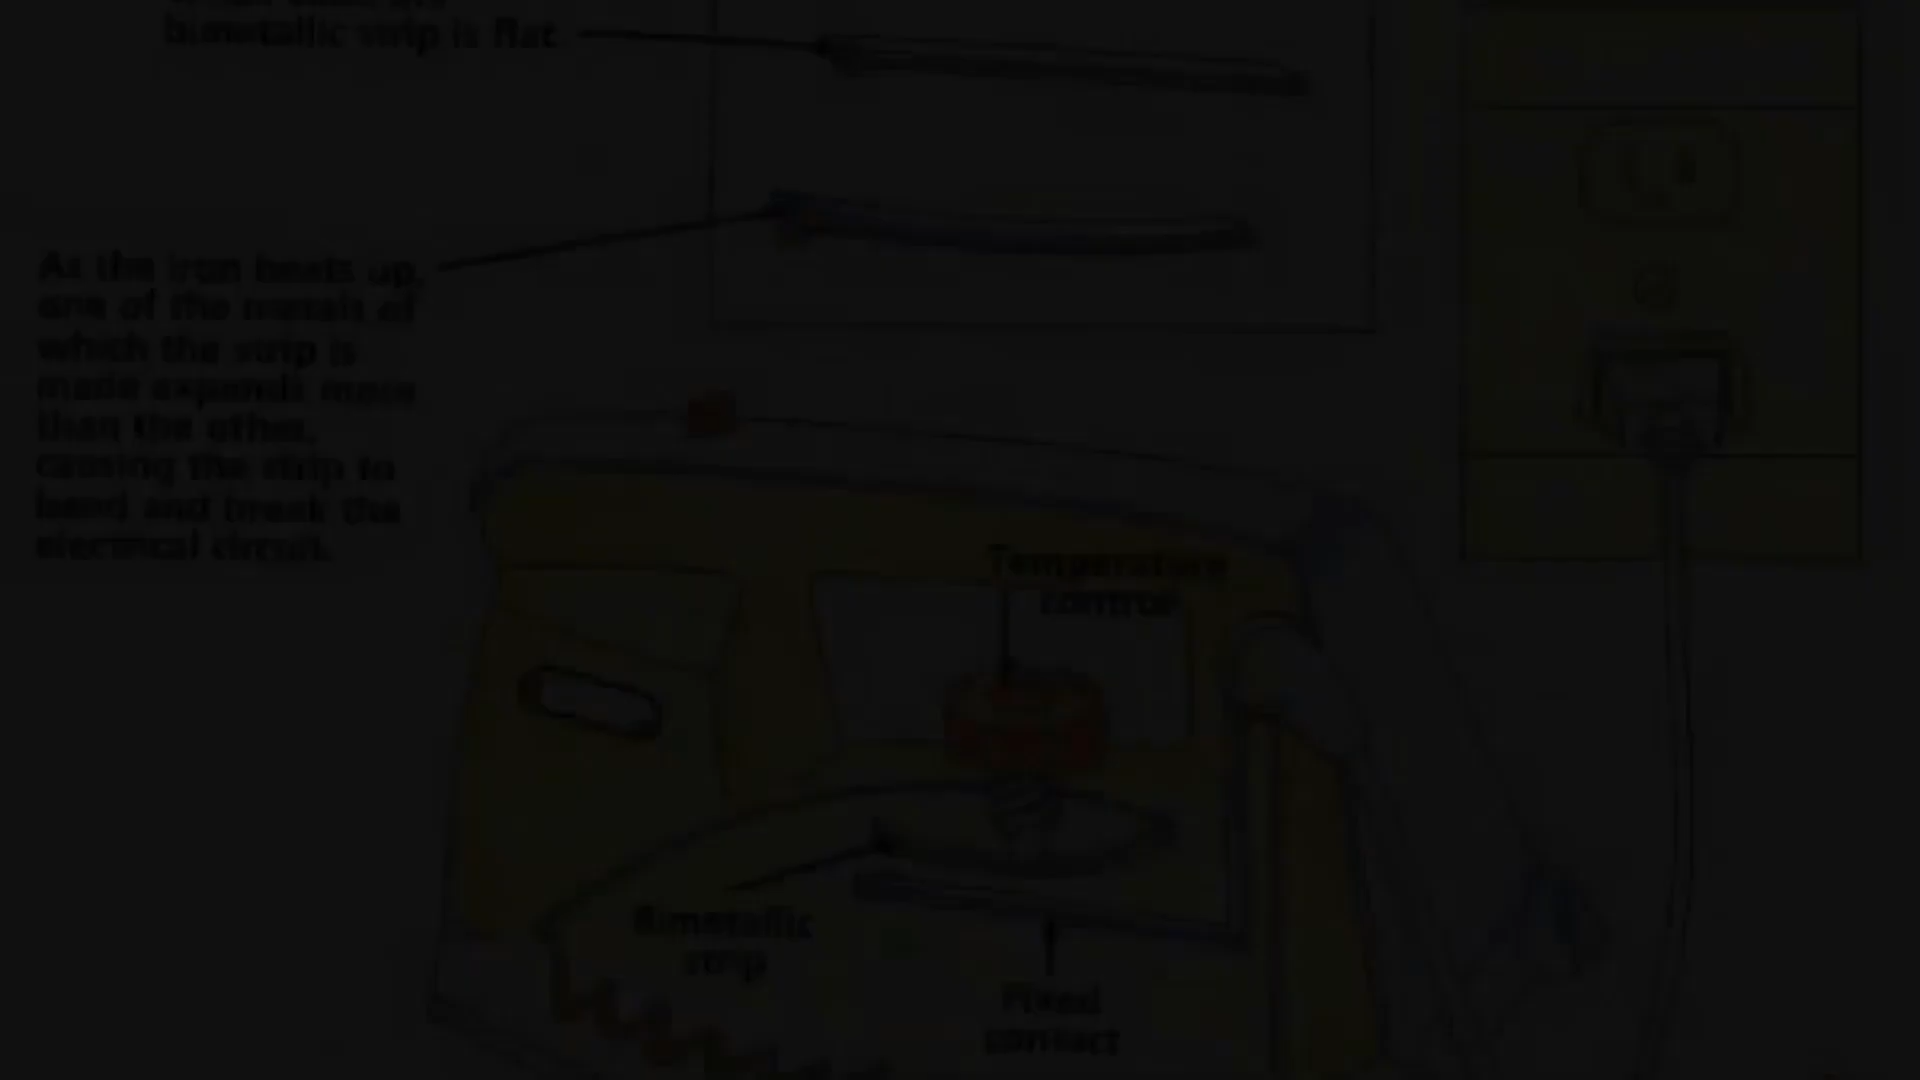 bimetallic strip is flat
As the iron heats up,
one of the metals of
which the strip is
made expands more
than the other,
causing the strip to
bend and break the
electrical circuit.
Temperature
control
Bimetallic
strip
Fixed
contact